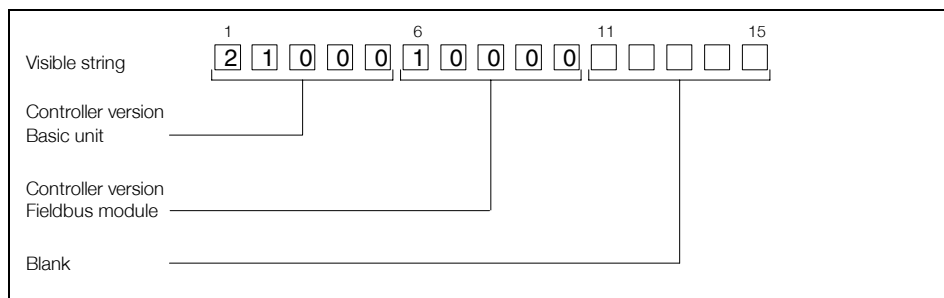 1 6 11 15
Visible string 2 1 0 0 0 1 0 0 0 0
Controller version
Basic unit
Controller version
Fieldbus module
Blank